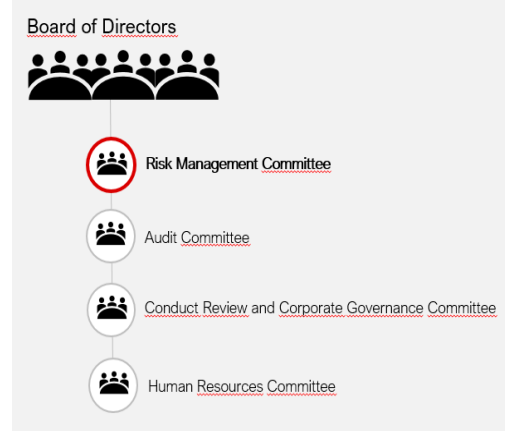 Board of Directors
Risk Management Committee
Audit Committee
Conduct Review and Corporate Governance Committee
Human Resources Committee